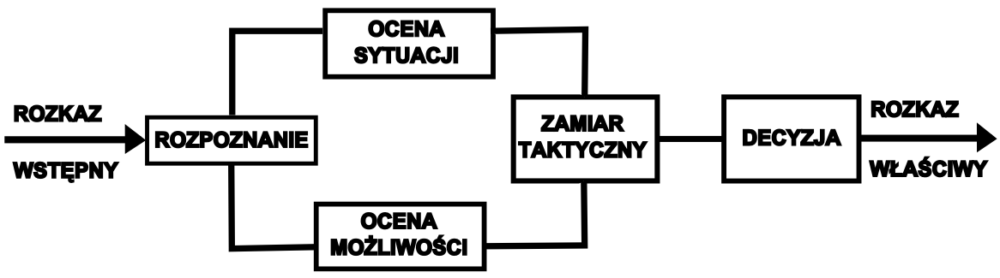 OCENA
SYTUACJI
ROZKAZ
WSTĘPNY
ROZPOZNANIE
ZAMIAR
TAKTYCZNY
DECYZJA
ROZKAZ
WŁAŚCIWY
OCENA
MOŻLIWOŚCI